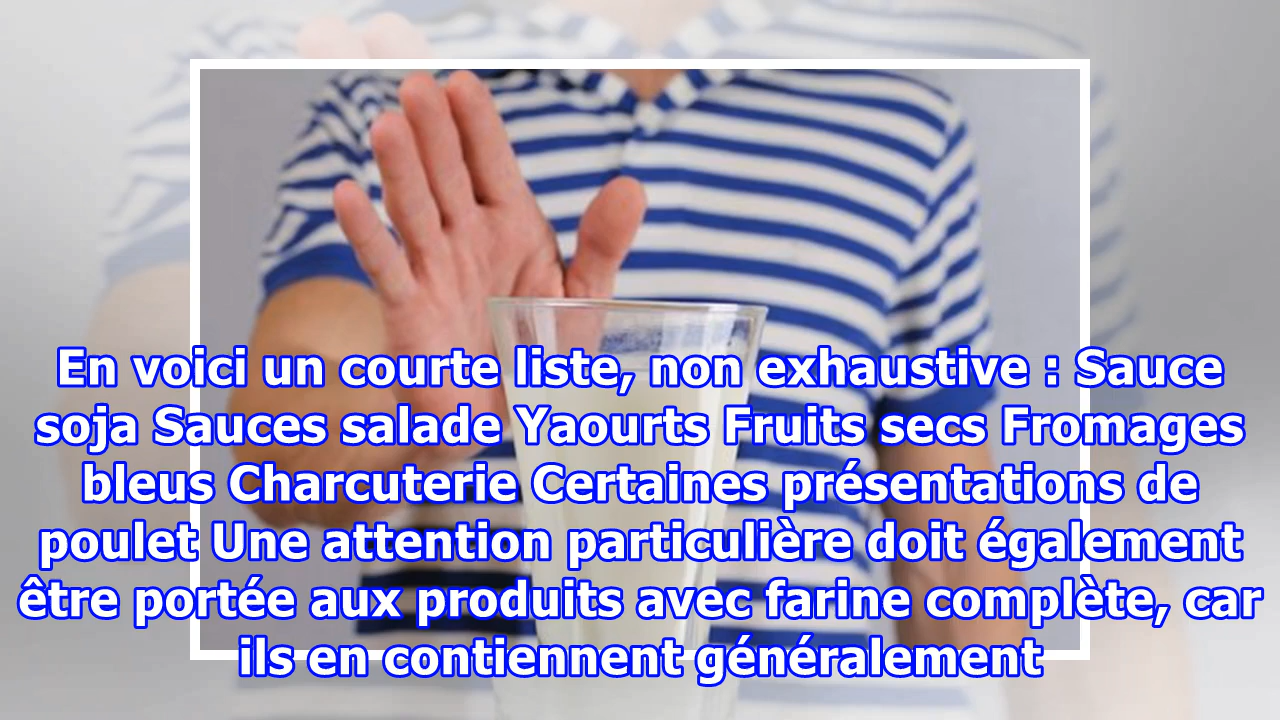 En voici un courte liste, non exhaustive : Sauce
soja Sauces salade Yaourts Fruits secs Fromages
bleus Charcuterie Certaines présentations de
poulet Une attention particulière doit également
être portée aux produits avec farine complète, car
ils en contiennent généralement